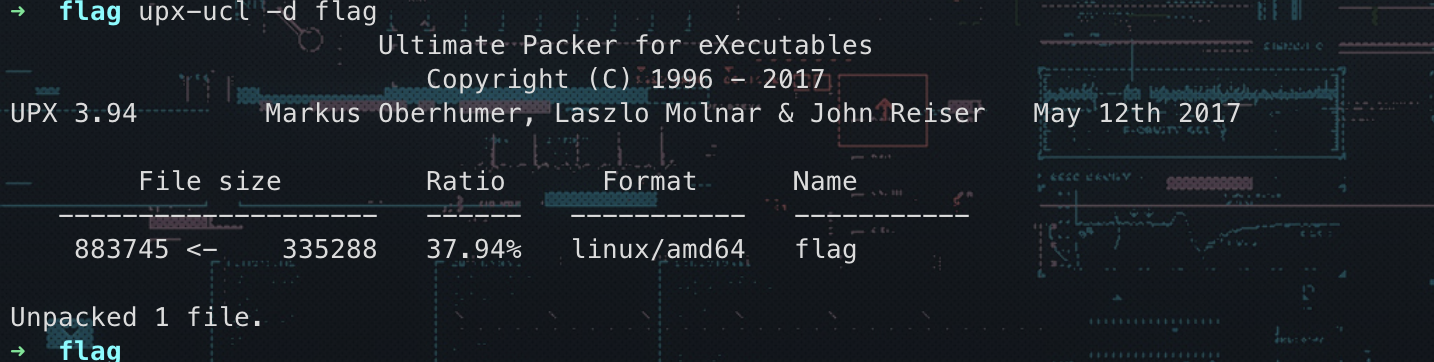 → flag upx-ucl -d flag
Ultimate Packer for eXecutables
Copyright (C) 1996 - 2017
UPX 3.94 Markus Oberhumer, Laszlo Molnar & John Reiser May 12th 2017
File size Ratio Format Name
-------------------- ------ ----------- -----------
883745 <- 335288 37.94% linux/amd64 flag
Unpacked 1 file.
→ flag